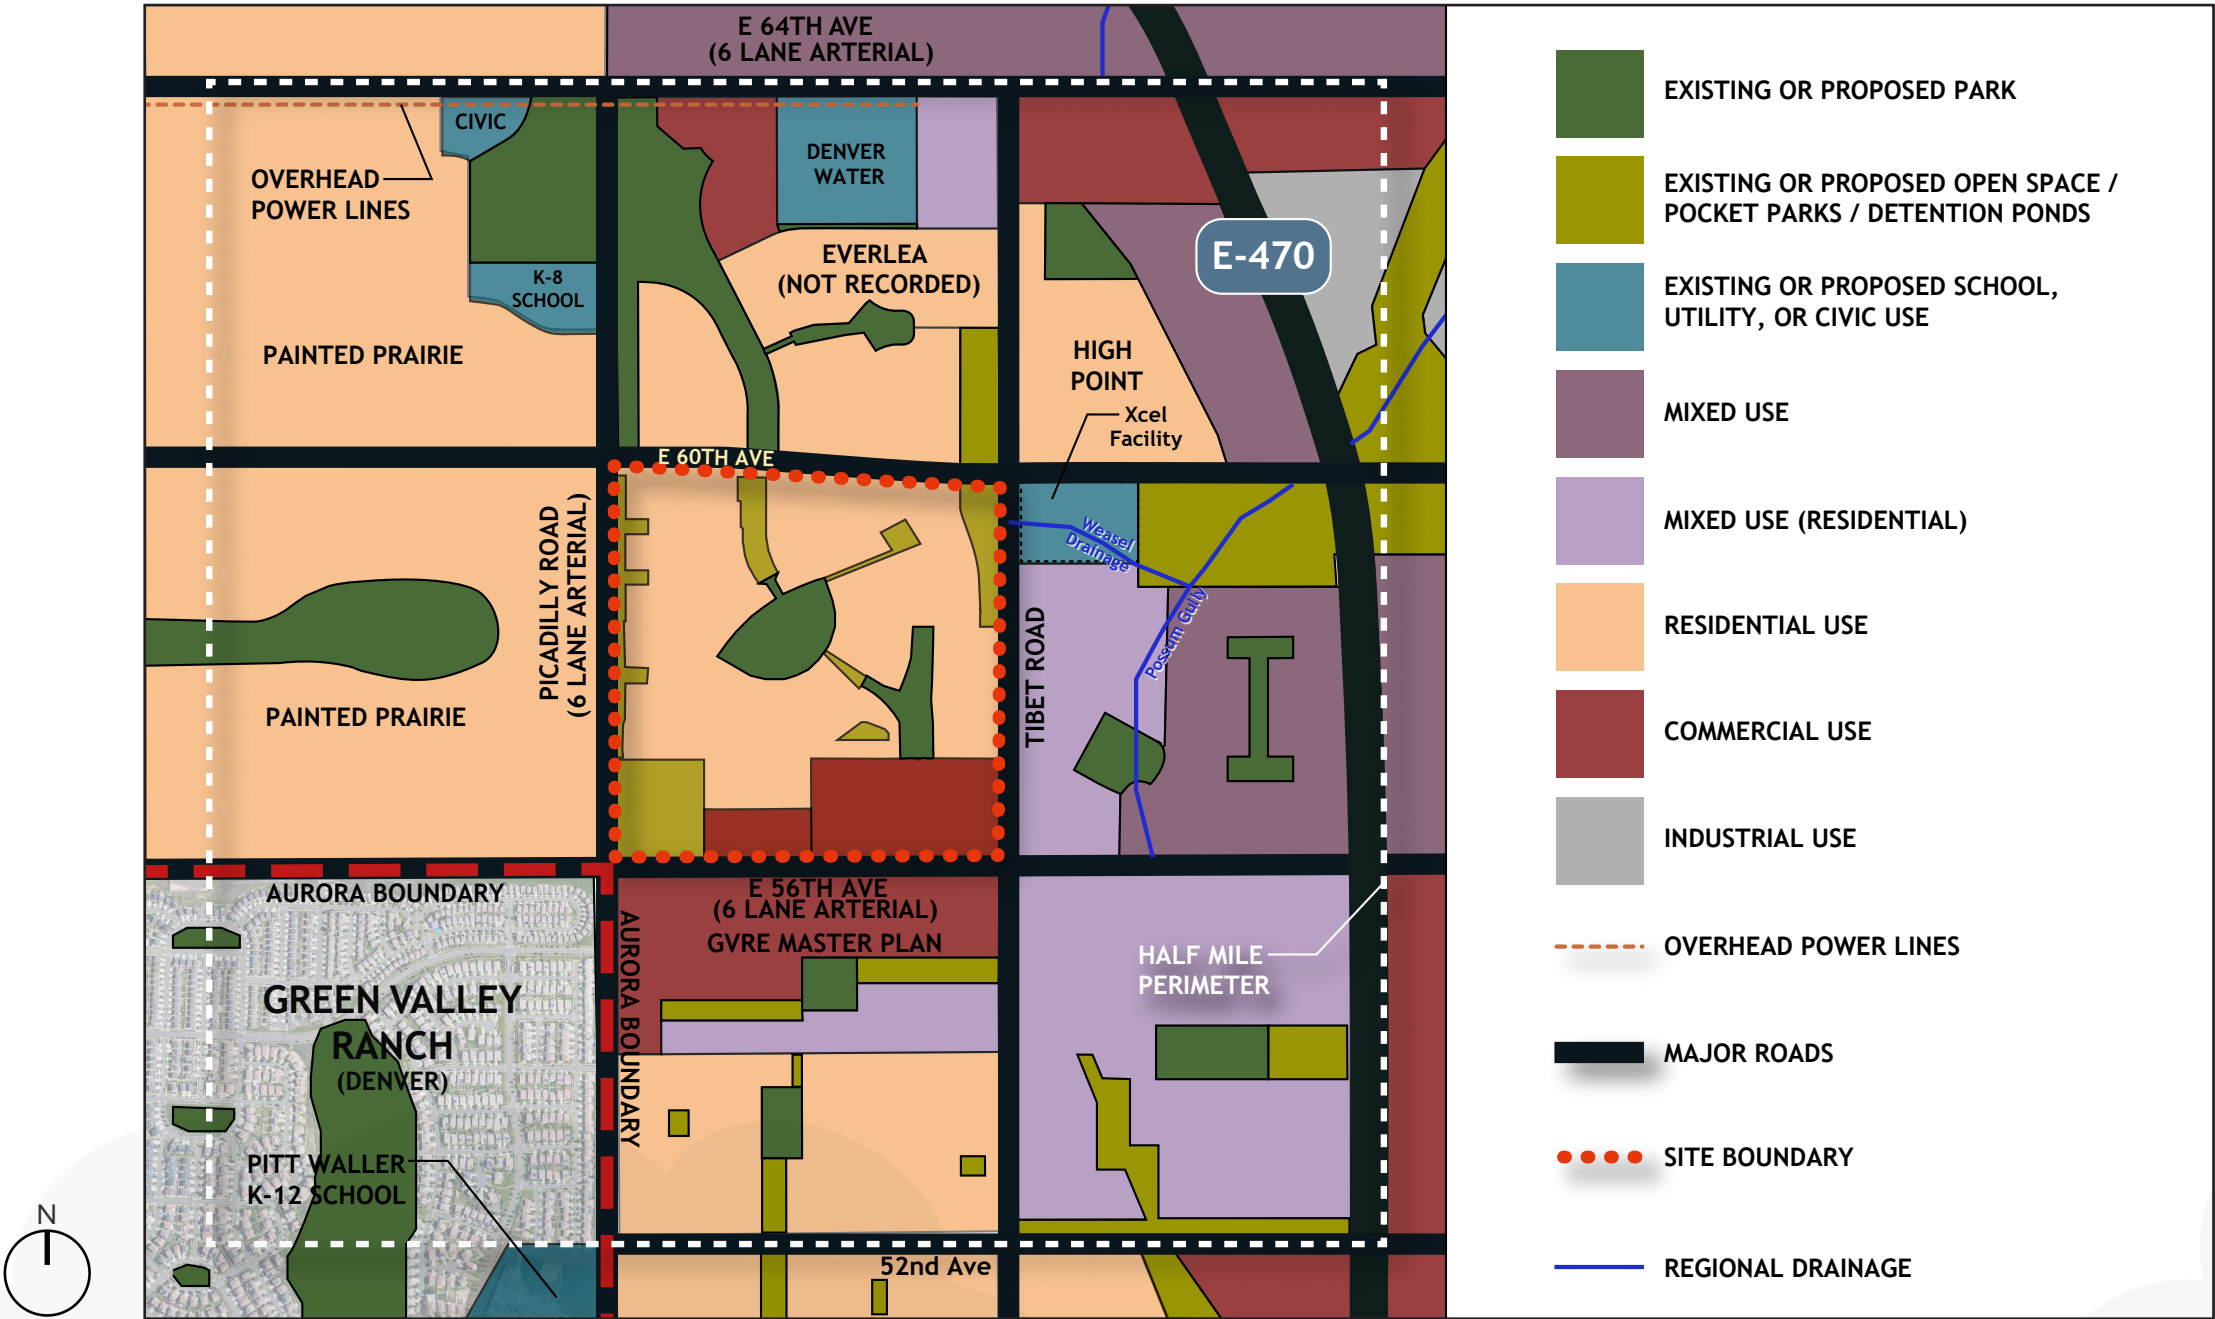 E 64TH AVE
(6 LANE ARTERIAL)
CIVIC
OVERHEAD
POWER LINES
DENVER
WATER
K-8
SCHOOL
EVERLEA
(NOT RECORDED)
E-470
PAINTED PRAIRIE
HIGH
POINT
Xcel
Facility
E 60TH AVE
PICADILLY ROAD
(6 LANE ARTERIAL)
Weasel
Drainage
Possum Gully
TIBET ROAD
PAINTED PRAIRIE
AURORA BOUNDARY
E 56TH AVE
(6 LANE ARTERIAL)
GVRE MASTER PLAN
AURORA BOUNDARY
HALF MILE
PERIMETER
GREEN VALLEY
RANCH
(DENVER)
PITT WALLER
K-12 SCHOOL
52nd Ave
N
EXISTING OR PROPOSED PARK
EXISTING OR PROPOSED OPEN SPACE /
POCKET PARKS / DETENTION PONDS
EXISTING OR PROPOSED SCHOOL,
UTILITY, OR CIVIC USE
MIXED USE
MIXED USE (RESIDENTIAL)
RESIDENTIAL USE
COMMERCIAL USE
INDUSTRIAL USE
OVERHEAD POWER LINES
MAJOR ROADS
SITE BOUNDARY
REGIONAL DRAINAGE